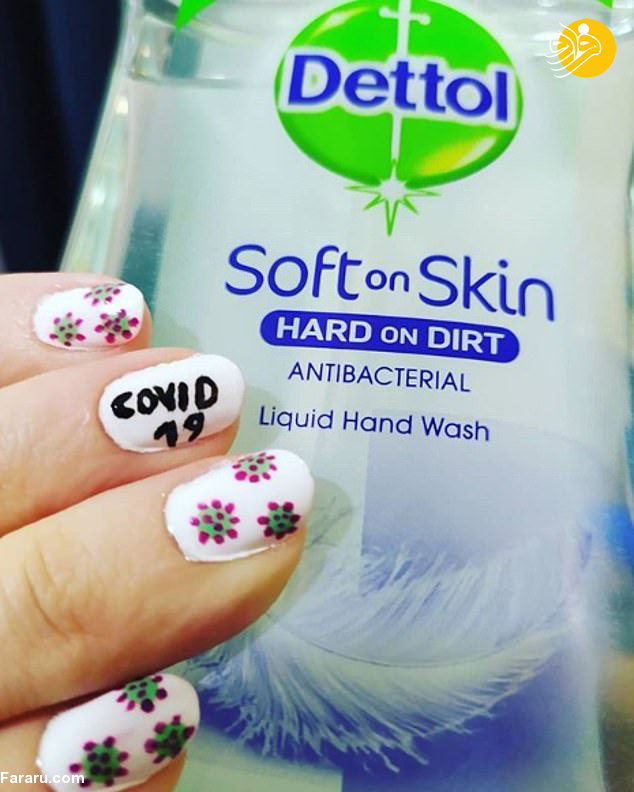 Dettol
Soft on Skin
HARD ON DIRT
ANTIBACTERIAL
Liquid Hand Wash
COVID
19
Fararu.com